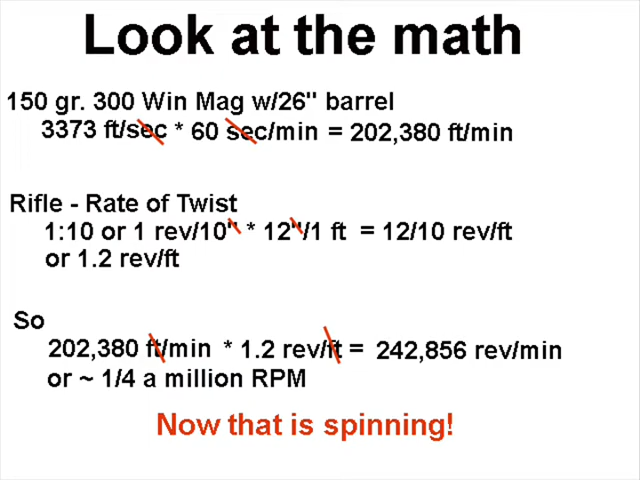 Look at the math
150 gr. 300 Win Mag w/26" barrel
3373 ft/sec * 60 sec/min = 202,380 ft/min
Rifle - Rate of Twist
1:10 or 1 rev/10" * 12"/1 ft = 12/10 rev/ft
or 1.2 rev/ft
So
202,380 ft/min * 1.2 rev/ft = 242,856 rev/min
or ~ 1/4 a million RPM
Now that is spinning!